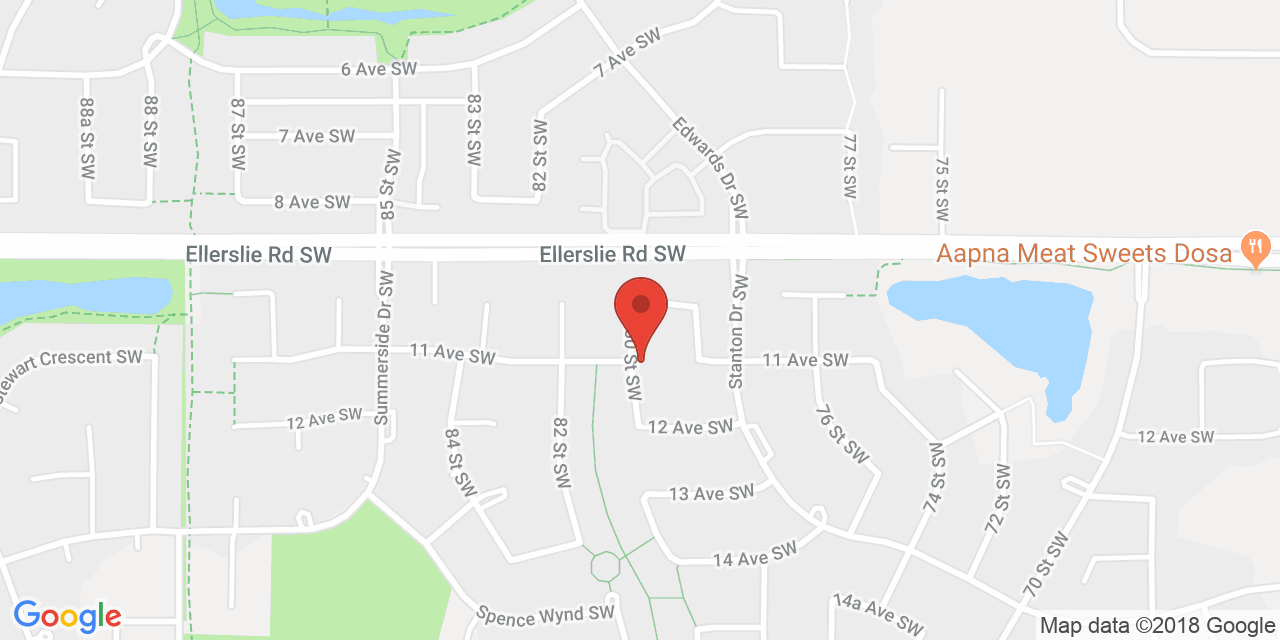 6 Ave SW
7 Ave SW
88a St SW
88 St SW
87 St SW
83 St SW
82 St SW
7 Ave SW
Edwards Dr SW
77 St SW
75 St SW
85 St SW
8 Ave SW
Ellerslie Rd SW
Ellerslie Rd SW
Aapna Meat Sweets Dosa
Summerside Dr SW
Stanton Dr SW
Stewart Crescent SW
11 Ave SW
St SW
11 Ave SW
12 Ave SW
84 St SW
82 St SW
12 Ave SW
76 St SW
74 St SW
72 St SW
12 Ave SW
13 Ave SW
14 Ave SW
70 St SW
Spence Wynd SW
14a Ave SW
Google
Map data ©2018 Google